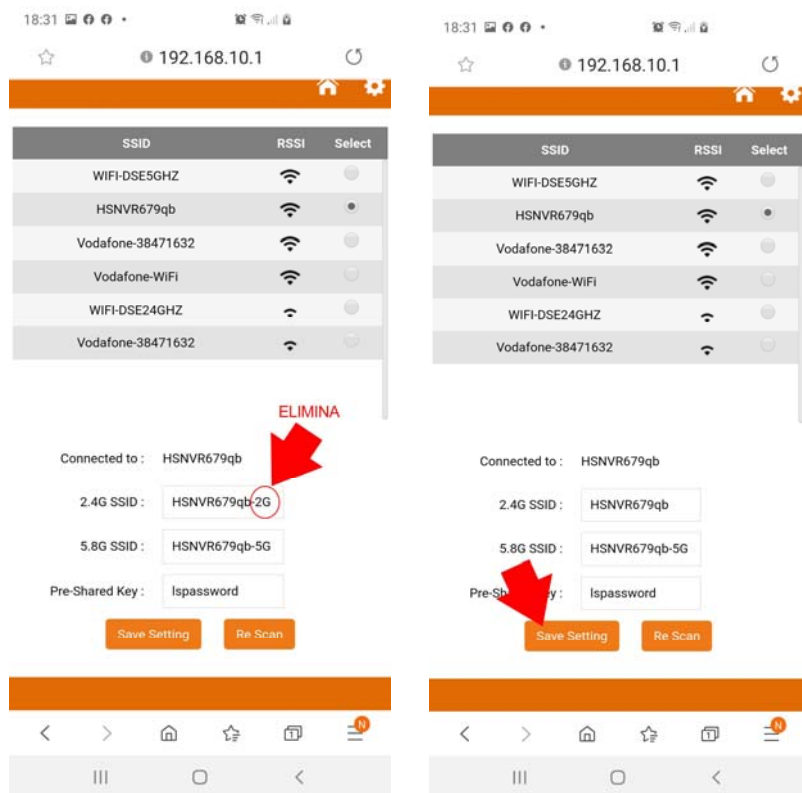 18:31
192.168.10.1
SSID RSSI Select
WIFI-DSE5GHZ
HSNVR679qb
Vodafone-38471632
Vodafone-WiFi
WIFI-DSE24GHZ
Vodafone-38471632
ELIMINA
Connected to : HSNVR679qb
2.4G SSID : HSNVR679qb-2G
5.8G SSID : HSNVR679qb-5G
Pre-Shared Key : lspassword
Save Setting Re Scan
1 N
18:31
192.168.10.1
SSID RSSI Select
WIFI-DSE5GHZ
HSNVR679qb
Vodafone-38471632
Vodafone-WiFi
WIFI-DSE24GHZ
Vodafone-38471632
Connected to : HSNVR679qb
2.4G SSID : HSNVR679qb
5.8G SSID : HSNVR679qb-5G
lspassword
Save Setting Re Scan
1 N